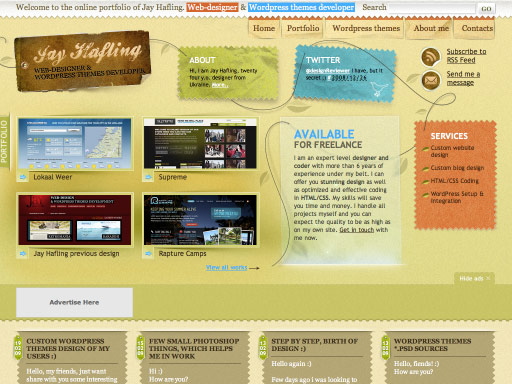 Welcome to the online portfolio of Jay Hafling. Web-designer & Wordpress themes developer
Search
GO
Home
Portfolio
Wordpress themes
About me
Contacts
Jay Hafling
WEB-DESIGNER &
WORDPRESS THEMES DEVELOPER
ABOUT
Hi, I am Jay Hafling, twenty
four y.o. designer from
Ukraine. More..
TWITTER
@designReviewer I have, but it
secret ;)
Subscribe to
RSS Feed
Send me a
message
PORTFOLIO
Lokaal Weer
Supreme
Jay Hafling previous design
Rapture Camps
View all works
AVAILABLE
FOR FREELANCE
I am an expert level designer and
coder with more than 6 years
experience under my belt. I can
offer you stunning design as well
as optimized and effective coding
in HTML/CSS. My skills will save
you time and money. I handle all
projects myself and you can
expect the quality to be as high as
on my own site. Get in touch with
me now.
SERVICES
Custom website
design
Custom blog design
HTML/CSS Coding
WordPress Setup &
Integration
Hide ads
Advertise Here
CUSTOM WORDPRESS
THEMES DESIGN OF MY
USERS :)
Hello, my friends, just want
share with you some interesting
FEW SMALL PHOTOSHOP
THINGS, WHICH HELPS
ME IN WORK
Hi :)
How are you?
STEP BY STEP, BIRTH
OF DESIGN :)
Hello again :)
Few days ago i was looking to
WORDPRESS THEMES
*.PSD SOURCES
Hello, fiends! :)
How are you?